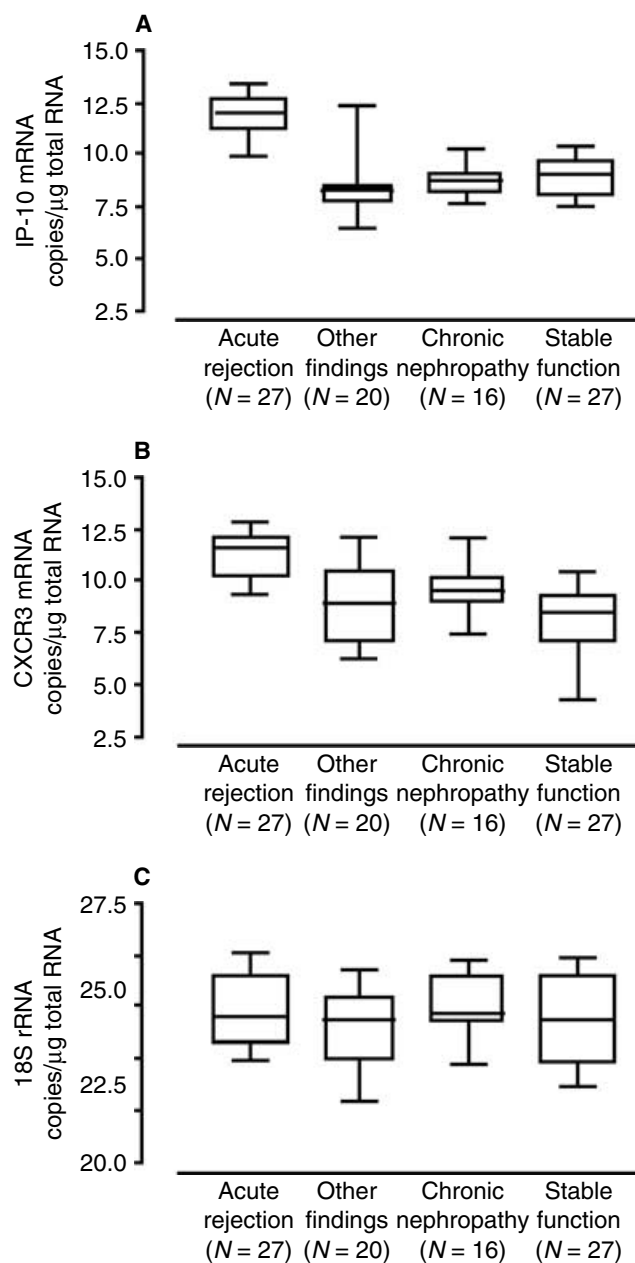 A
IP-10 mRNA
copies/μg total RNA
15.0
12.5
10.0
7.5
5.0
2.5
Acute Other Chronic Stable
rejection findings nephropathy function
(N = 27) (N = 20) (N = 16) (N = 27)
B
CXCR3 mRNA
copies/μg total RNA
15.0
12.5
10.0
7.5
5.0
2.5
Acute Other Chronic Stable
rejection findings nephropathy function
(N = 27) (N = 20) (N = 16) (N = 27)
C
18S rRNA
copies/μg total RNA
27.5
25.0
22.5
20.0
Acute Other Chronic Stable
rejection findings nephropathy function
(N = 27) (N = 20) (N = 16) (N = 27)